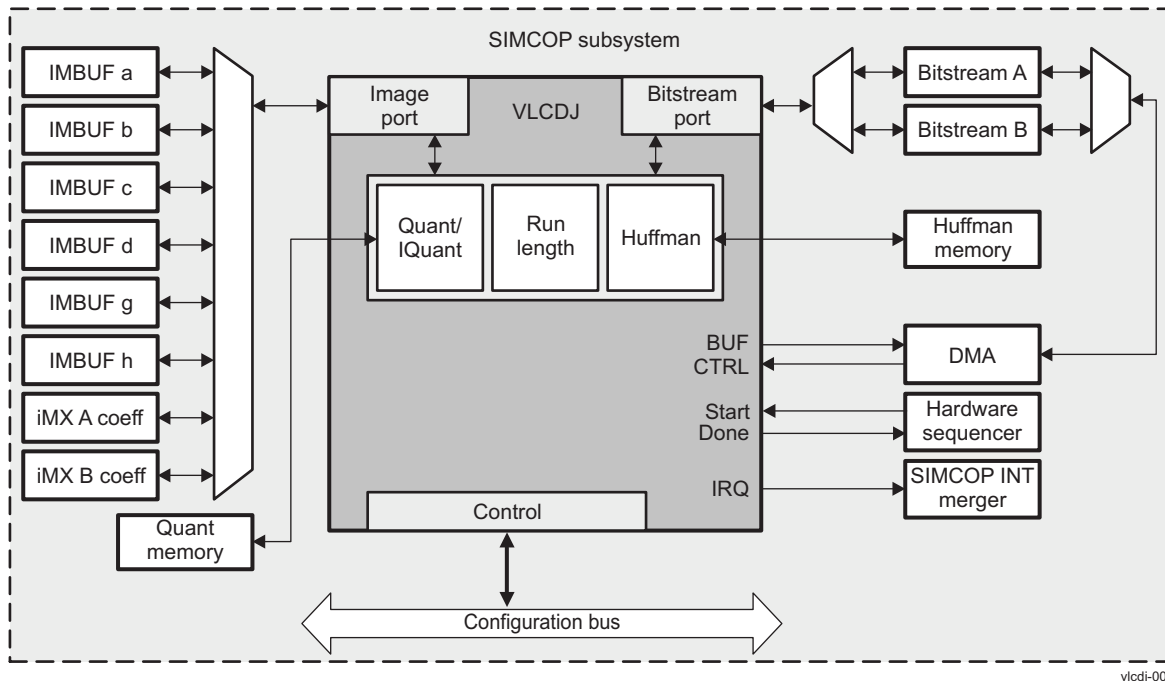 SIMCOP subsystem
IMBUF a
IMBUF b
IMBUF c
IMBUF d
IMBUF g
IMBUF h
iMX A coeff
iMX B coeff
Quant
memory
Image
port
VLCDJ
Bitstream
port
Quant/
IQuant
Run
length
Huffman
BUF
CTRL
Start
Done
IRQ
Control
Configuration bus
Bitstream A
Bitstream B
Huffman
memory
DMA
Hardware
sequencer
SIMCOP INT
merger